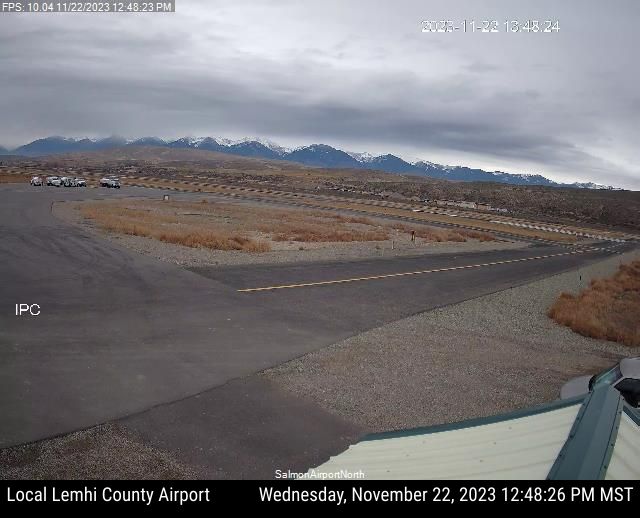 FPS: 10.04 11/22/2023 12:48:23 PM
2023-11-22 13:48:24
IPC
SalmonAirportNorth
Local Lemhi County Airport Wednesday, November 22, 2023 12:48:26 PM MST